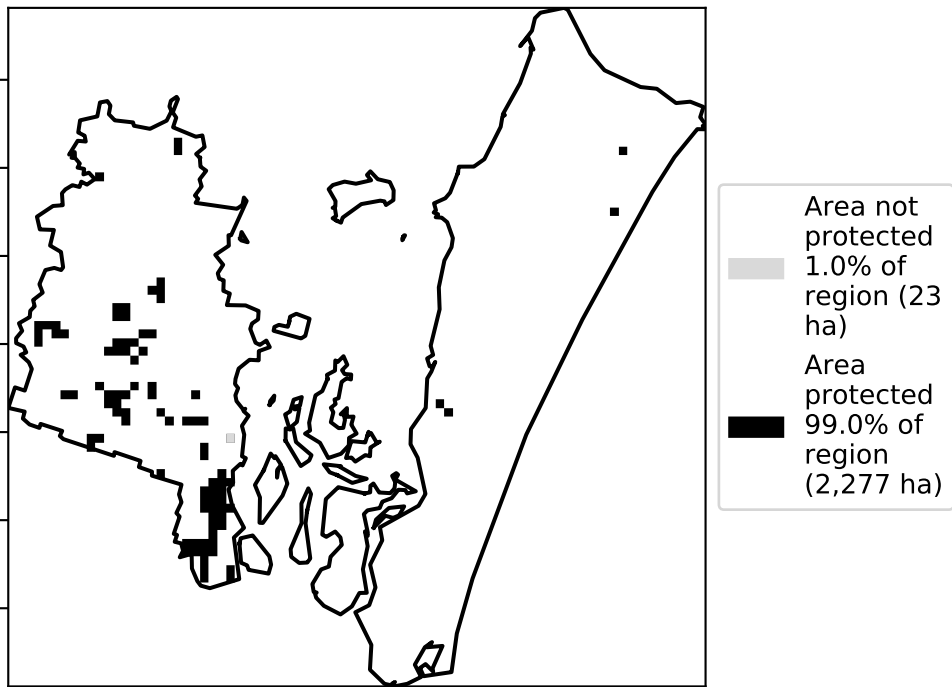 Area not
protected
1.0% of
region (23
ha)
Area
protected
99.0% of
region
(2,277 ha)